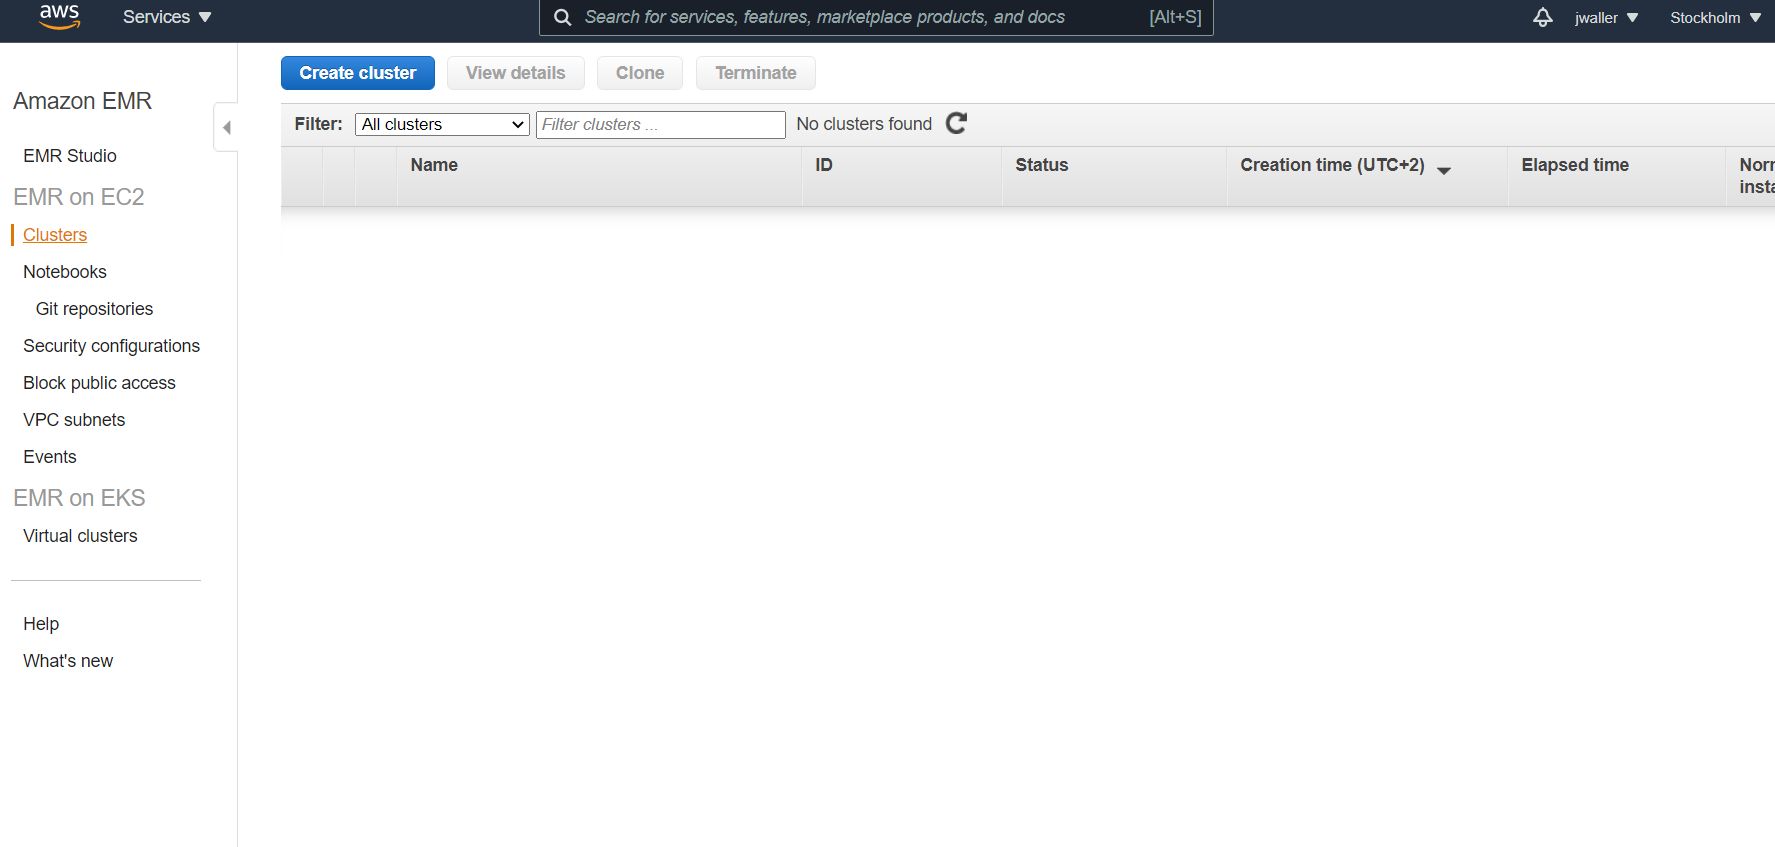 aws
Services
Search for services, features, marketplace products, and docs [Alt+S]
jwaller
Stockholm
Amazon EMR
EMR Studio
EMR on EC2
Clusters
Notebooks
Git repositories
Security configurations
Block public access
VPC subnets
Events
EMR on EKS
Virtual clusters
Help
What's new
Create cluster View details Clone Terminate
Filter: All clusters Filter clusters ... No clusters found
Name ID Status Creation time (UTC+2) Elapsed time